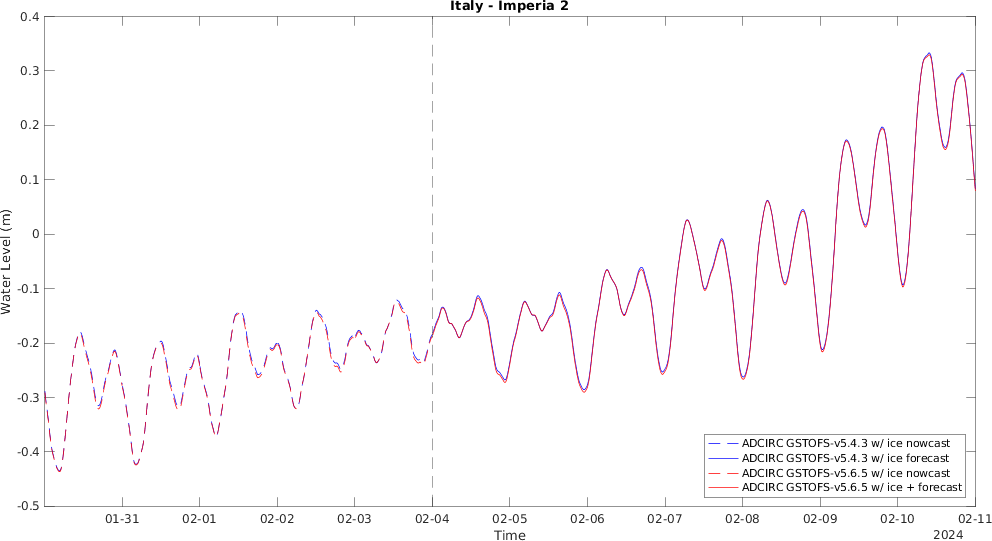 Italy - Imperia 2
Water Level (m)
0.4
0.3
0.2
0.1
0
-0.1
-0.2
-0.3
-0.4
-0.5
ADCIRC GSTOFS-v5.4.3 w/ ice nowcast
ADCIRC GSTOFS-v5.4.3 w/ ice forecast
ADCIRC GSTOFS-v5.6.5 w/ ice nowcast
ADCIRC GSTOFS-v5.6.5 w/ ice + forecast
01-31 02-01 02-02 02-03 02-04 02-05 02-06 02-07 02-08 02-09 02-10 02-11
Time
2024